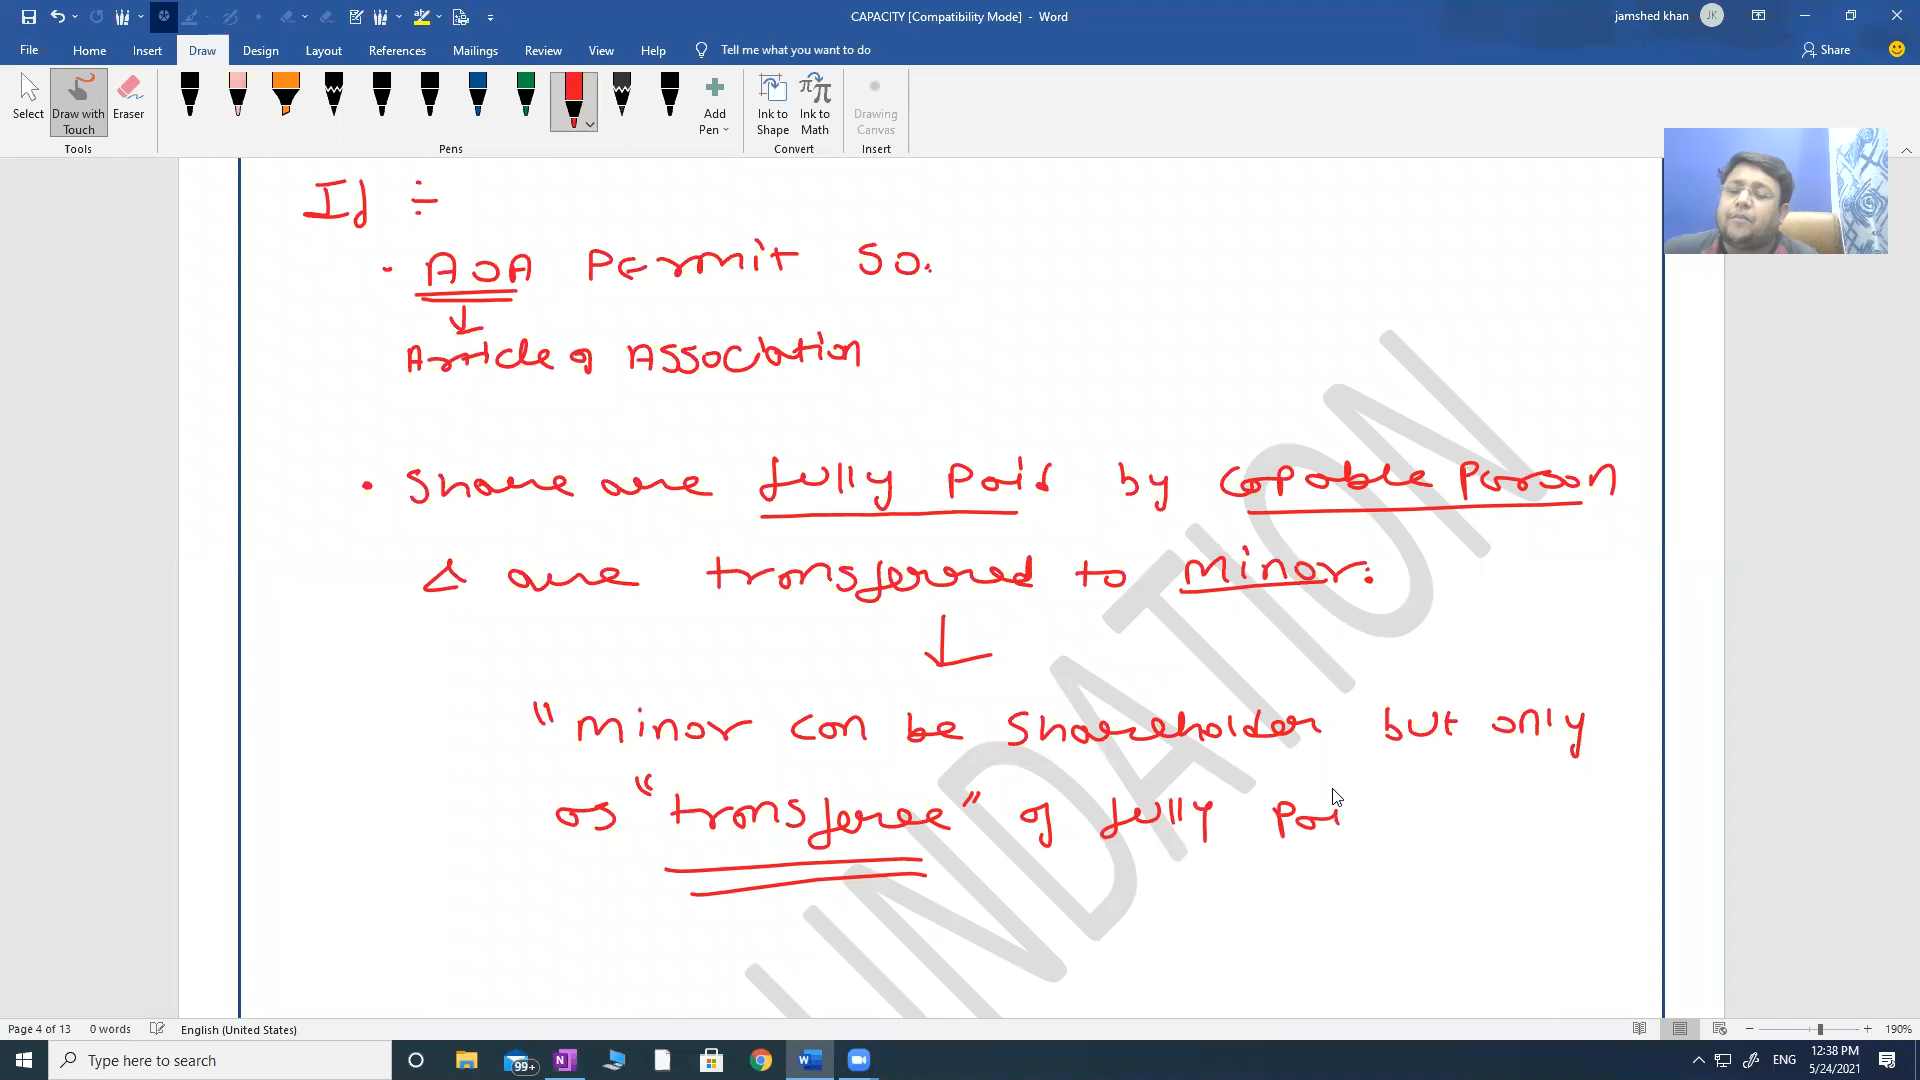 CAPACITY [Compatibility Mode] - Word
jamshed khan JK
File Home Insert Draw Design Layout References Mailings Review View Help Tell me what you want to do Share
Select Draw with Touch Eraser Add Pen Ink to Shape Ink to Math Drawing Canvas
Tools Pens Convert Insert
If ÷
• AOA Permit so.
Article of Association
• Share are fully Paid by Capable Person
& are transferred to minor.
"Minor can be Shareholder but only
as "transferee" of fully Pai
UNDATION
Page 4 of 13 0 words English (United States) 190%
Type here to search 99+ ENG 12:38 PM
5/24/2021